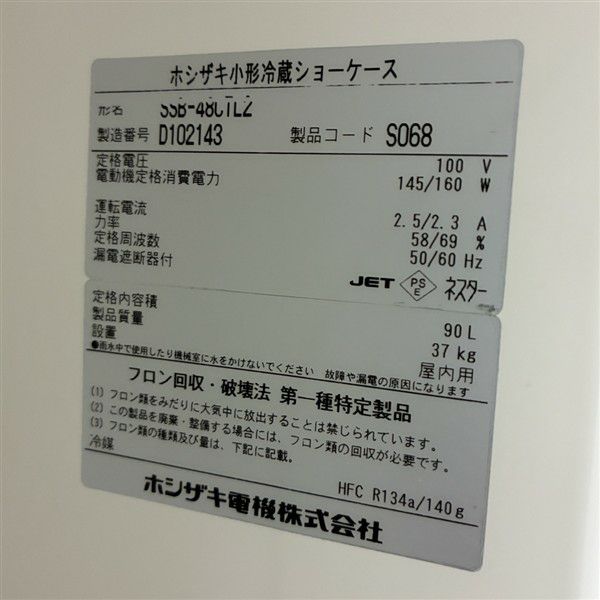 ホシザキ小形冷蔵ショーケース
形名 SSB-48CTL2
製造番号 D102143 製品コード S068
定格電圧 100 V
電動機定格消費電力 145/160 W
運転電流 2.5/2.3 A
力率 58/69 %
定格周波数 50/60 Hz
漏電遮断器付
JET PSE ネスター
定格内容積 90 L
製品質量 37 kg
設置 屋内用
●雨水中で使用したり機械室に水をかけないでください 故障や漏電の原因になります
フロン回収・破壊法 第一種特定製品
(1) フロン類をみだりに大気中に放出することは禁じられています。
(2) この製品を廃棄・整備する場合には、フロン類の回収が必要です。
(3) フロン類の種類及び量は、下記に記載。
冷媒 HFC R134a/140g
ホシザキ電機株式会社